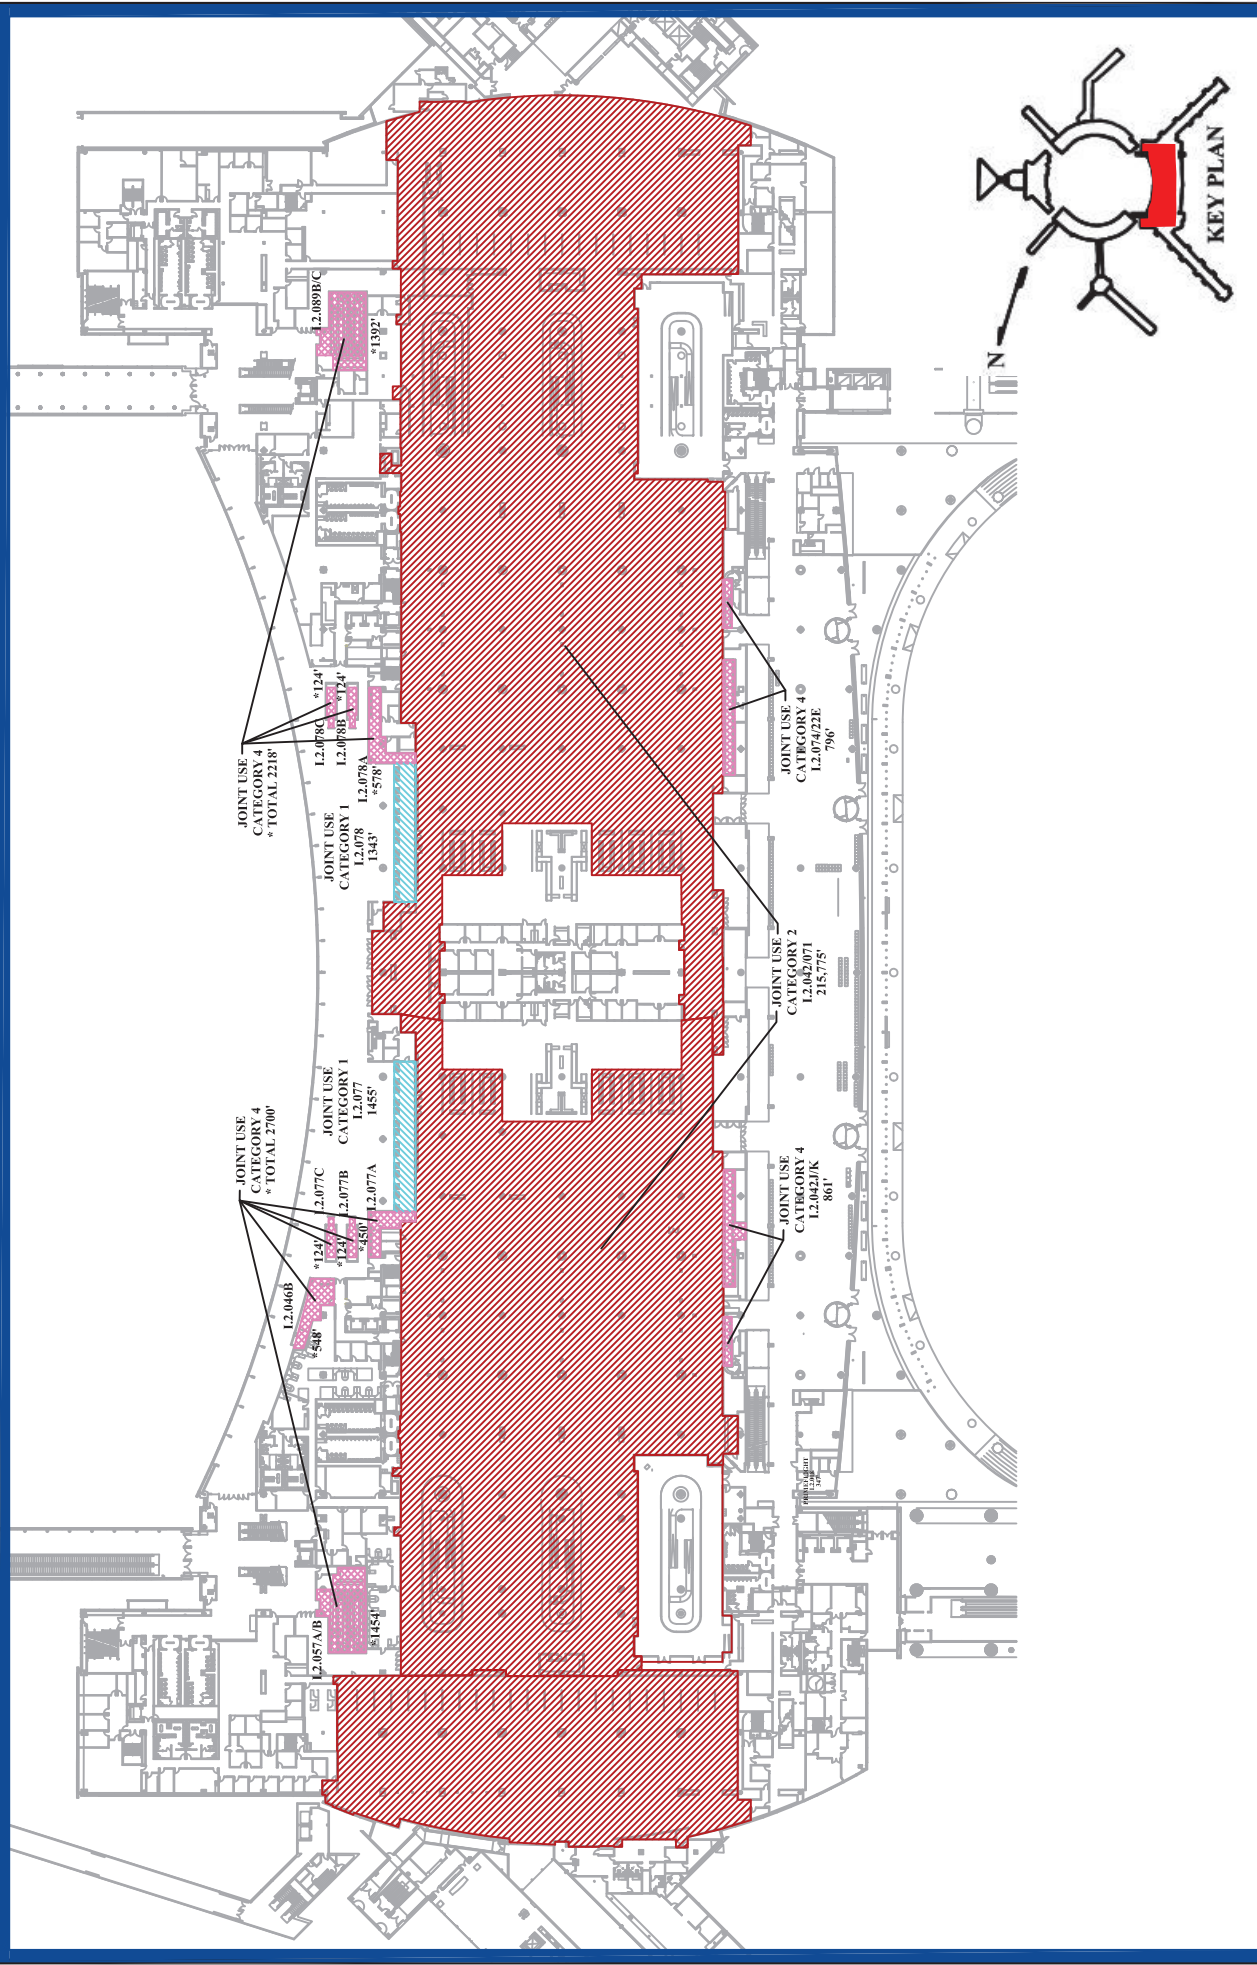 KEY PLAN
N
I.2.089B/C
*1392'
*124'
*124'
I.2.078C
I.2.078B
I.2.078A
*578'
JOINT USE
CATEGORY 4
* TOTAL 2218'
JOINT USE
CATEGORY 1
I.2.078
1343'
JOINT USE
CATEGORY 4
I.2.074/22E
796'
JOINT USE
CATEGORY 2
I.2.042/071
215,775'
JOINT USE
CATEGORY 1
I.2.077
1455'
JOINT USE
CATEGORY 4
* TOTAL 2700'
I.2.077C
I.2.077B
I.2.077A
*124'
*124'
*450'
I.2.046B
*548'
JOINT USE
CATEGORY 4
I.2.042J/K
861'
I.2.057A/B
*1454'